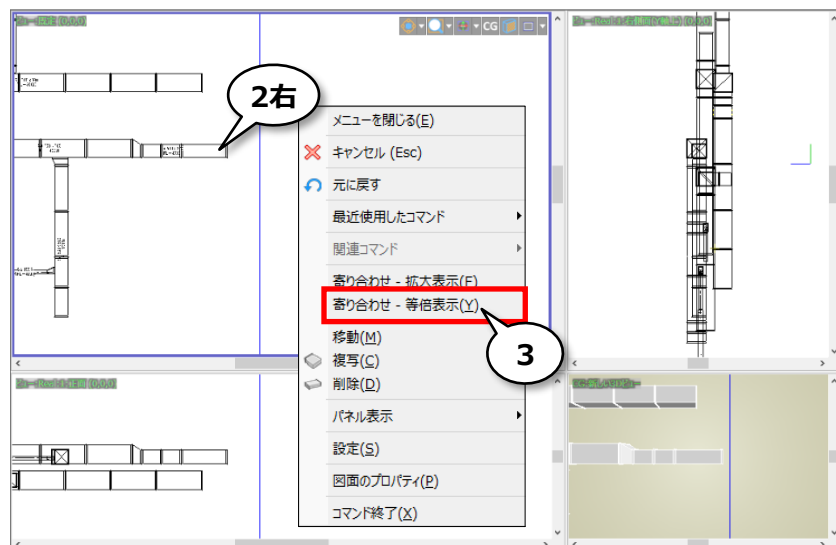 CG
2右
メニューを閉じる(E)
キャンセル (Esc)
元に戻す
最近使用したコマンド
関連コマンド
寄り合わせ - 拡大表示(F)
寄り合わせ - 等倍表示(Y)
3
移動(M)
複写(C)
削除(D)
パネル表示
設定(S)
図面のプロパティ(P)
コマンド終了(X)